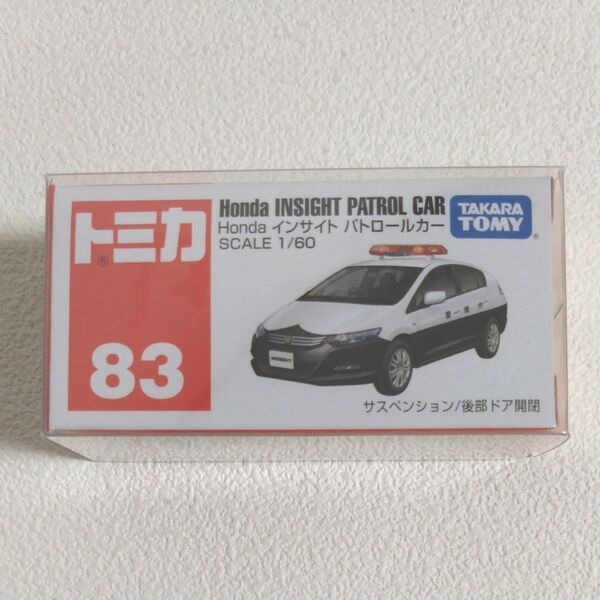 トミカ
®
83
Honda INSIGHT PATROL CAR
Honda インサイト パトロールカー
SCALE 1/60
TAKARA
TOMY
®
サスペンション/後部ドア開閉